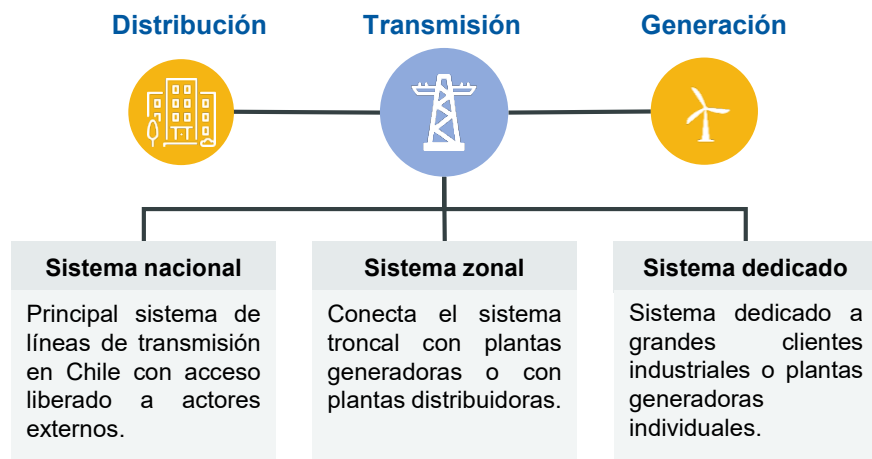 Distribución
Transmisión
Generación
Sistema nacional
Principal sistema de
líneas de transmisión
en Chile con acceso
liberado a actores
externos.
Sistema zonal
Conecta el sistema
troncal con plantas
generadoras o con
plantas distribuidoras.
Sistema dedicado
Sistema dedicado a
grandes clientes
industriales o plantas
generadoras
individuales.